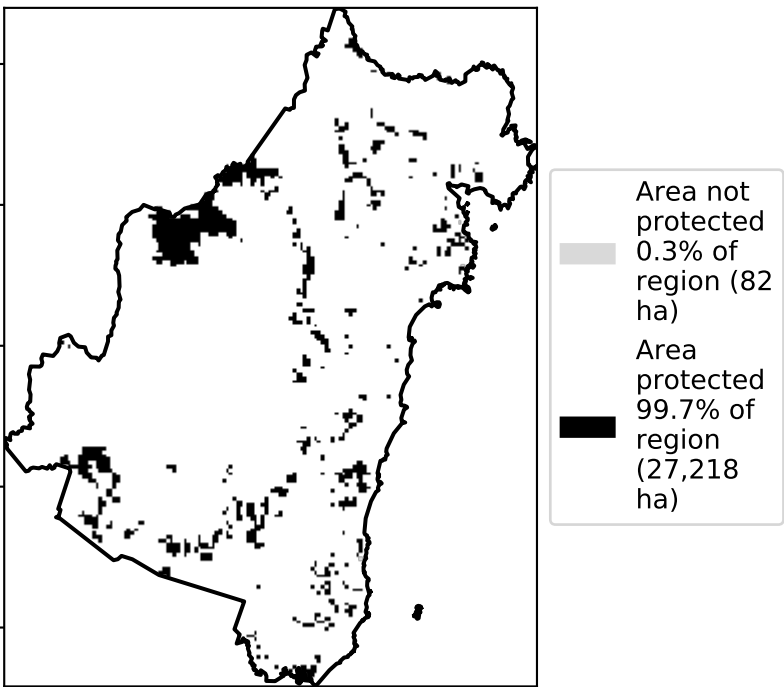 Area not
protected
0.3% of
region (82
ha)
Area
protected
99.7% of
region
(27,218
ha)